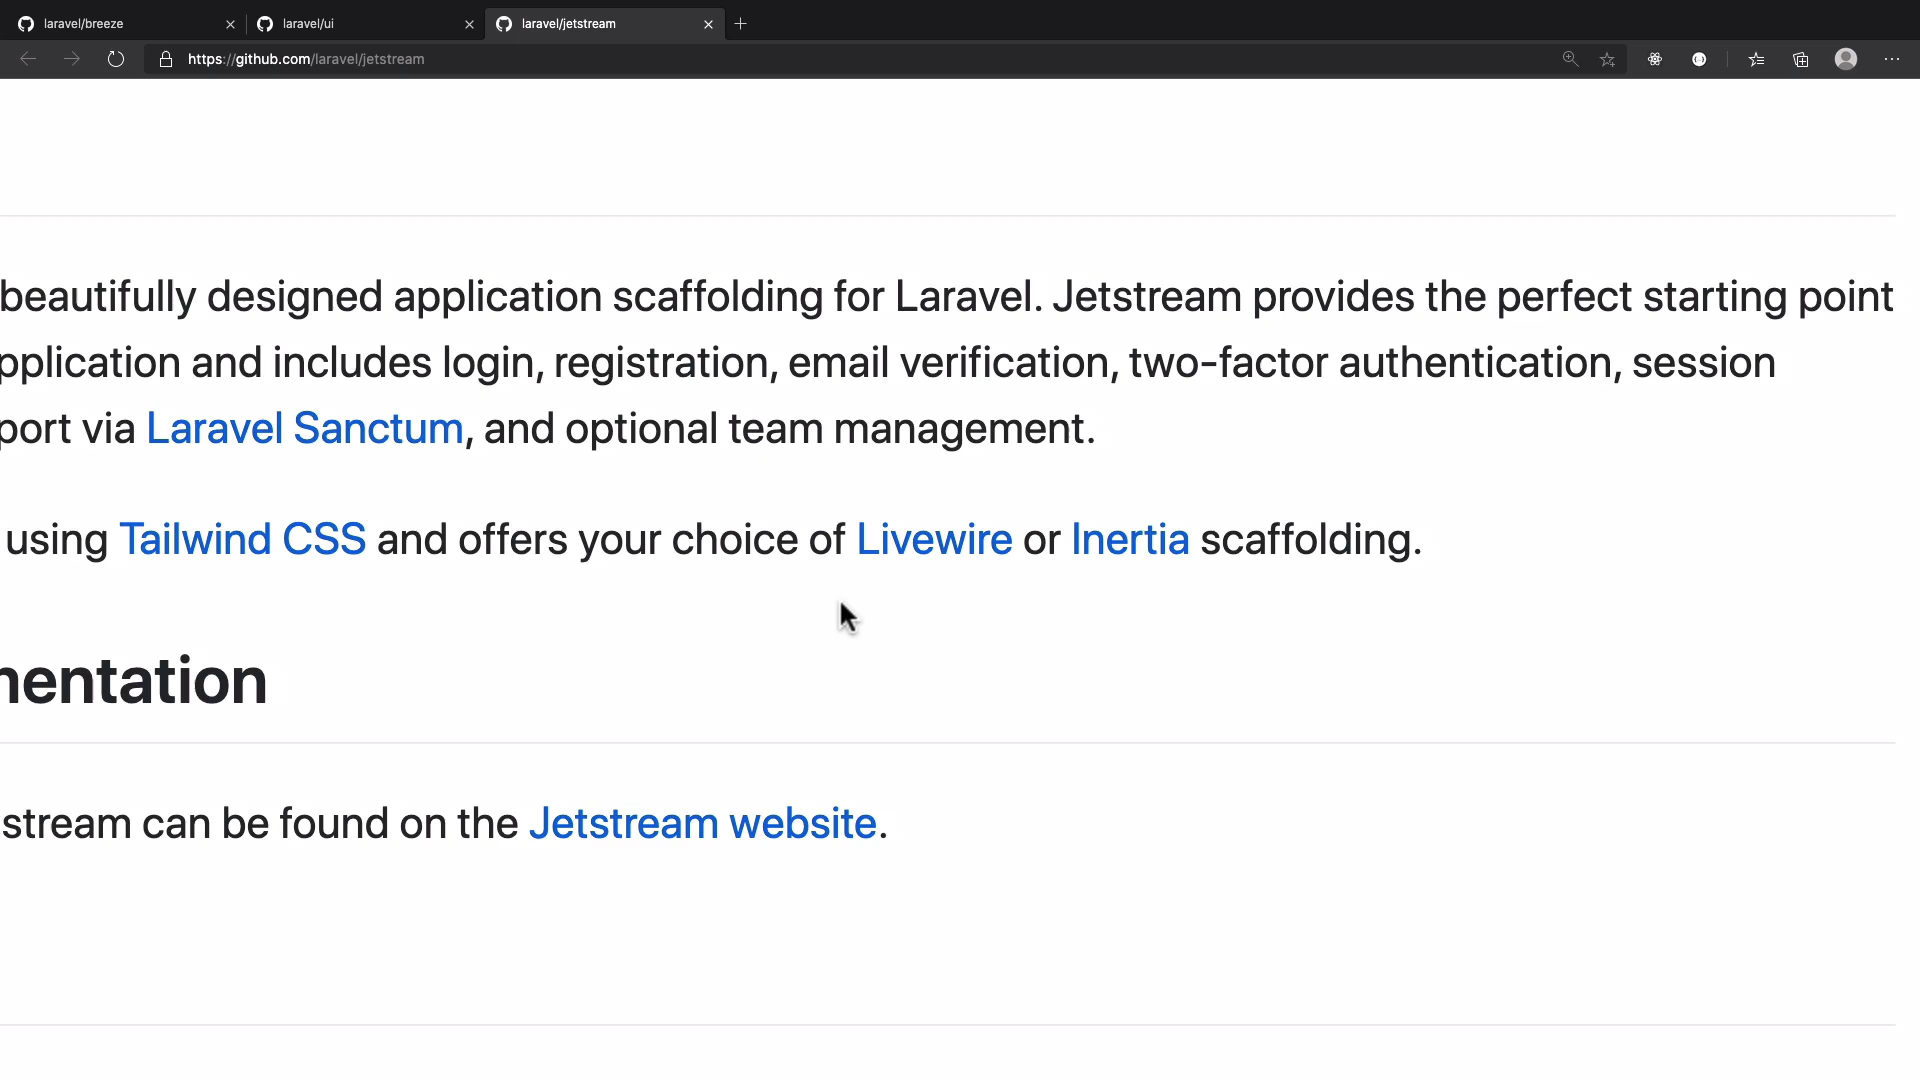 laravel/breeze
laravel/ui
laravel/jetstream
https://github.com/laravel/jetstream
beautifully designed application scaffolding for Laravel. Jetstream provides the perfect starting point
pplication and includes login, registration, email verification, two-factor authentication, session
port via Laravel Sanctum, and optional team management.
using Tailwind CSS and offers your choice of Livewire or Inertia scaffolding.
nentation
stream can be found on the Jetstream website.